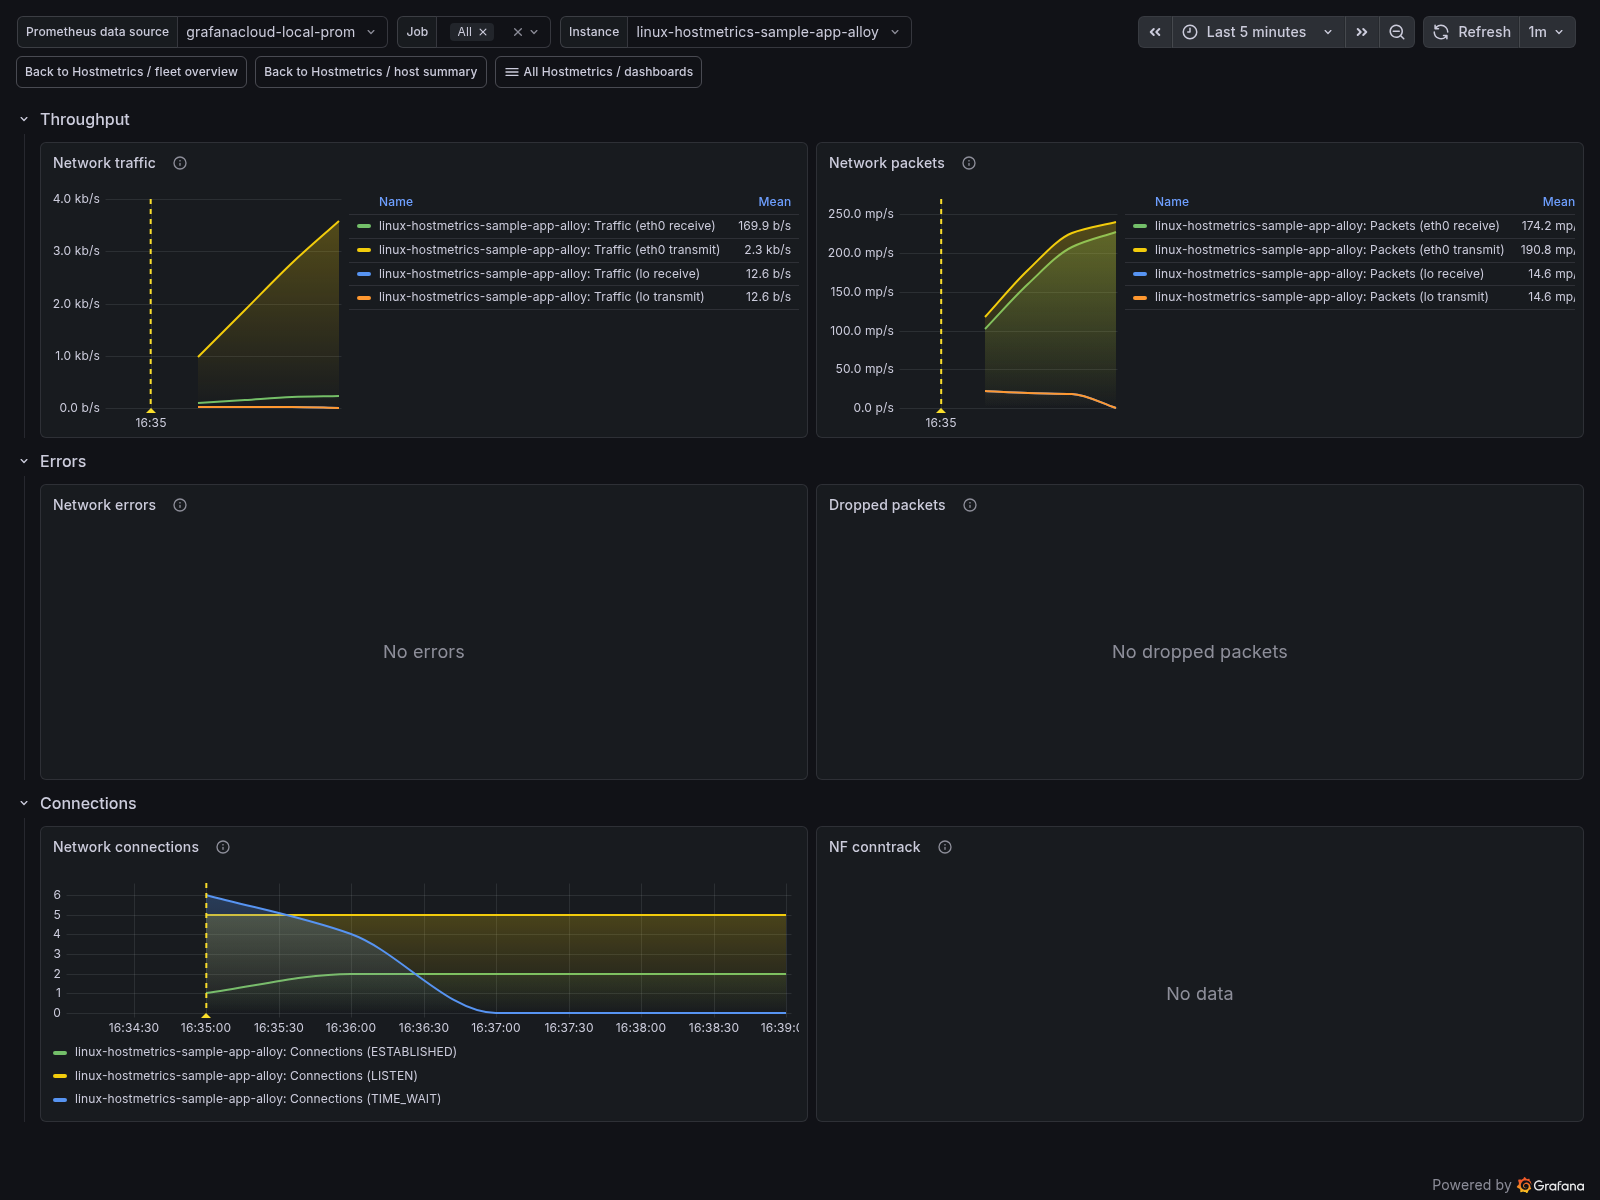 Prometheus data source grafanacloud-local-prom Job All Instance linux-hostmetrics-sample-app-alloy Last 5 minutes Refresh 1m
Back to Hostmetrics / fleet overview Back to Hostmetrics / host summary All Hostmetrics / dashboards
Throughput
Network traffic
4.0 kb/s
3.0 kb/s
2.0 kb/s
1.0 kb/s
0.0 b/s
16:35
Name Mean
linux-hostmetrics-sample-app-alloy: Traffic (eth0 receive) 169.9 b/s
linux-hostmetrics-sample-app-alloy: Traffic (eth0 transmit) 2.3 kb/s
linux-hostmetrics-sample-app-alloy: Traffic (lo receive) 12.6 b/s
linux-hostmetrics-sample-app-alloy: Traffic (lo transmit) 12.6 b/s
Network packets
250.0 mp/s
200.0 mp/s
150.0 mp/s
100.0 mp/s
50.0 mp/s
0.0 p/s
16:35
Name Mean
linux-hostmetrics-sample-app-alloy: Packets (eth0 receive) 174.2 mp/
linux-hostmetrics-sample-app-alloy: Packets (eth0 transmit) 190.8 mp/
linux-hostmetrics-sample-app-alloy: Packets (lo receive) 14.6 mp/
linux-hostmetrics-sample-app-alloy: Packets (lo transmit) 14.6 mp/
Errors
Network errors
No errors
Dropped packets
No dropped packets
Connections
Network connections
6
5
4
3
2
1
0
16:34:30 16:35:00 16:35:30 16:36:00 16:36:30 16:37:00 16:37:30 16:38:00 16:38:30 16:39:0
linux-hostmetrics-sample-app-alloy: Connections (ESTABLISHED)
linux-hostmetrics-sample-app-alloy: Connections (LISTEN)
linux-hostmetrics-sample-app-alloy: Connections (TIME_WAIT)
NF conntrack
No data
Powered by Grafana